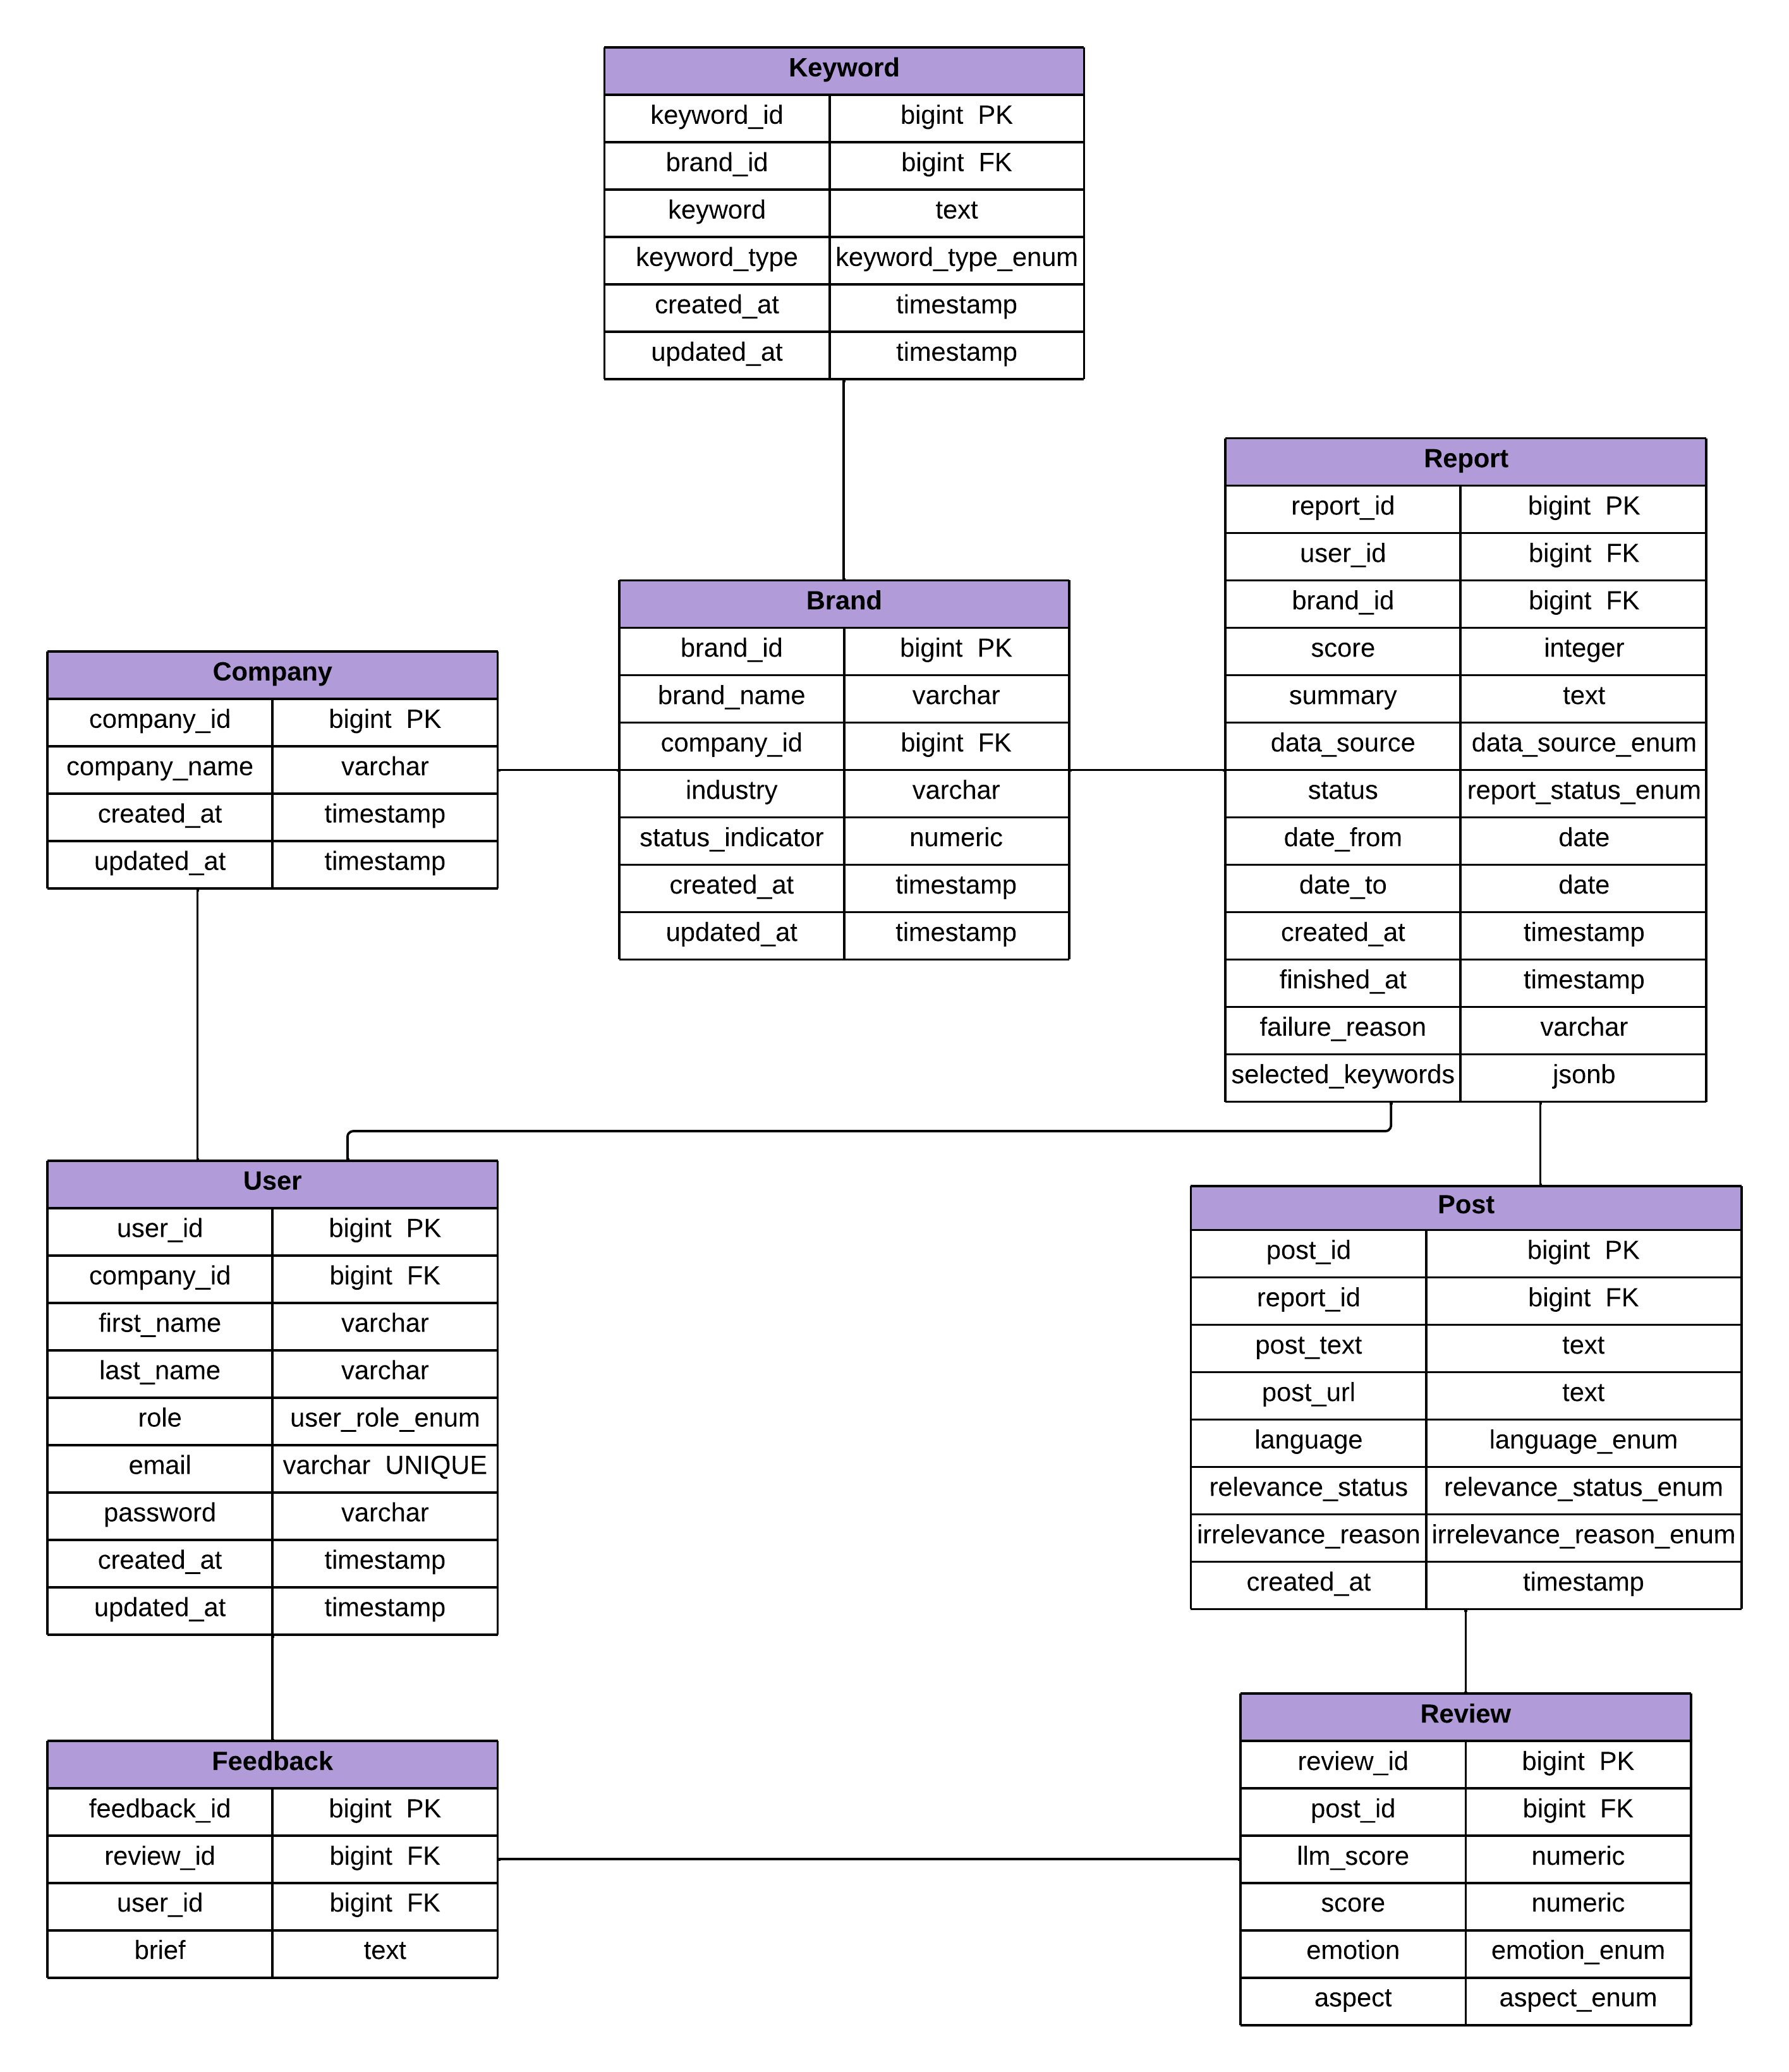 Keyword
keyword_id bigint PK
brand_id bigint FK
keyword text
keyword_type keyword_type_enum
created_at timestamp
updated_at timestamp
Report
report_id bigint PK
user_id bigint FK
brand_id bigint FK
score integer
summary text
data_source data_source_enum
status report_status_enum
date_from date
date_to date
created_at timestamp
finished_at timestamp
failure_reason varchar
selected_keywords jsonb
Brand
brand_id bigint PK
brand_name varchar
company_id bigint FK
industry varchar
status_indicator numeric
created_at timestamp
updated_at timestamp
Company
company_id bigint PK
company_name varchar
created_at timestamp
updated_at timestamp
User
user_id bigint PK
company_id bigint FK
first_name varchar
last_name varchar
role user_role_enum
email varchar UNIQUE
password varchar
created_at timestamp
updated_at timestamp
Post
post_id bigint PK
report_id bigint FK
post_text text
post_url text
language language_enum
relevance_status relevance_status_enum
irrelevance_reason irrelevance_reason_enum
created_at timestamp
Feedback
feedback_id bigint PK
review_id bigint FK
user_id bigint FK
brief text
Review
review_id bigint PK
post_id bigint FK
llm_score numeric
score numeric
emotion emotion_enum
aspect aspect_enum